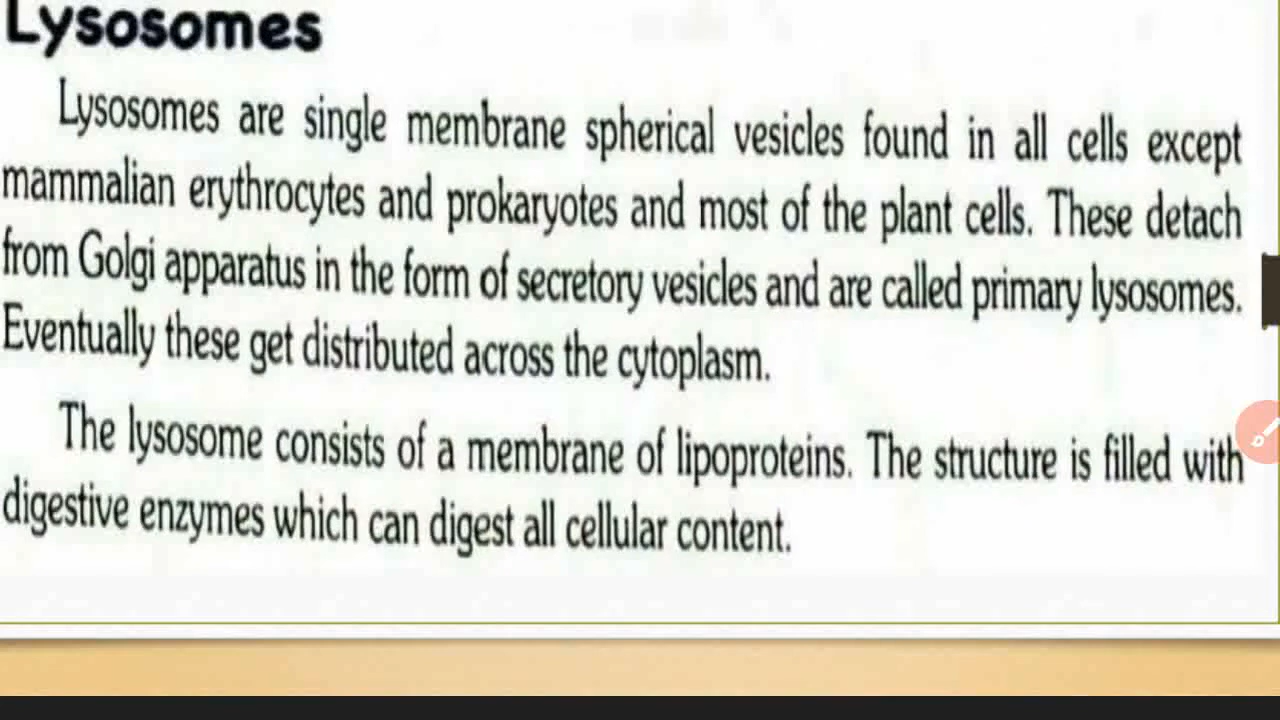 Lysosomes
Lysosomes are single membrane spherical vesicles found in all cells except
mammalian erythrocytes and prokaryotes and most of the plant cells. These detach
from Golgi apparatus in the form of secretory vesicles and are called primary lysosomes.
Eventually these get distributed across the cytoplasm.
The lysosome consists of a membrane of lipoproteins. The structure is filled with
digestive enzymes which can digest all cellular content.